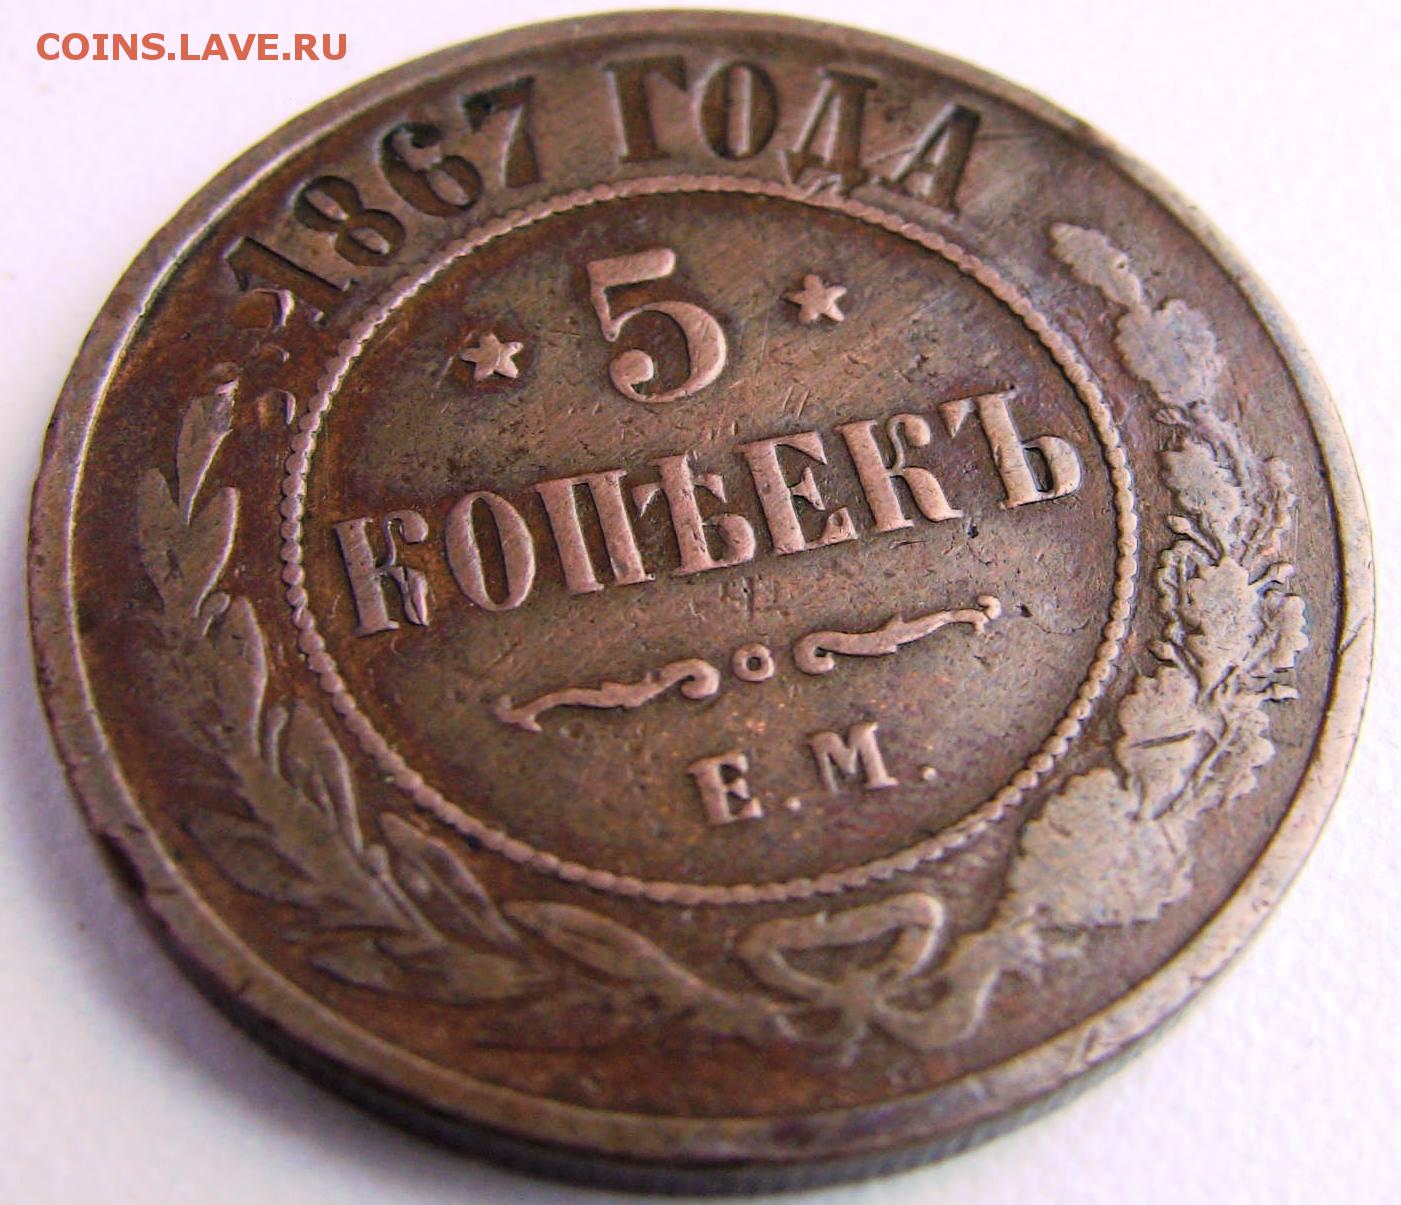 COINS.LAVE.RU
1867 ГОДА
5
КОПѢЕКЪ
Е.М.